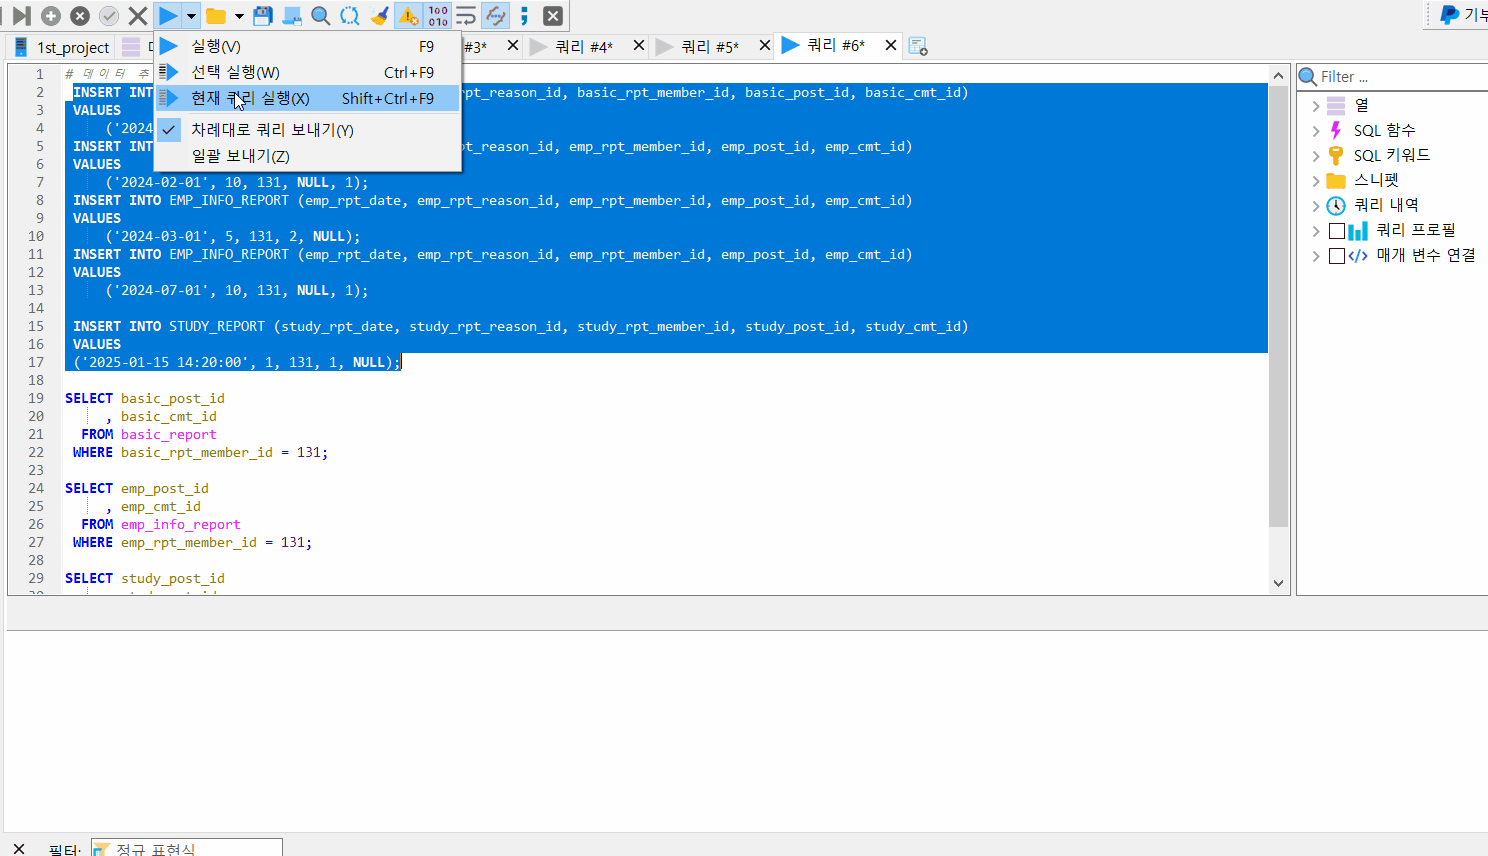 기부
1st_project
#3*
쿼리 #4*
쿼리 #5*
쿼리 #6*
실행(V) F9
선택 실행(W) Ctrl+F9
현재 쿼리 실행(X) Shift+Ctrl+F9
차례대로 쿼리 보내기(Y)
일괄 보내기(Z)
1 # 데이터 추
2 INSERT INT pt_reason_id, basic_rpt_member_id, basic_post_id, basic_cmt_id)
3 VALUES
4 ('2024
5 INSERT INT pt_reason_id, emp_rpt_member_id, emp_post_id, emp_cmt_id)
6 VALUES
7 ('2024-02-01', 10, 131, NULL, 1);
8 INSERT INTO EMP_INFO_REPORT (emp_rpt_date, emp_rpt_reason_id, emp_rpt_member_id, emp_post_id, emp_cmt_id)
9 VALUES
10 ('2024-03-01', 5, 131, 2, NULL);
11 INSERT INTO EMP_INFO_REPORT (emp_rpt_date, emp_rpt_reason_id, emp_rpt_member_id, emp_post_id, emp_cmt_id)
12 VALUES
13 ('2024-07-01', 10, 131, NULL, 1);
14
15 INSERT INTO STUDY_REPORT (study_rpt_date, study_rpt_reason_id, study_rpt_member_id, study_post_id, study_cmt_id)
16 VALUES
17 ('2025-01-15 14:20:00', 1, 131, 1, NULL);
18
19 SELECT basic_post_id
20 , basic_cmt_id
21 FROM basic_report
22 WHERE basic_rpt_member_id = 131;
23
24 SELECT emp_post_id
25 , emp_cmt_id
26 FROM emp_info_report
27 WHERE emp_rpt_member_id = 131;
28
29 SELECT study_post_id
Filter ...
열
SQL 함수
SQL 키워드
스니펫
쿼리 내역
쿼리 프로필
매개 변수 연결
필터: 정규 표현식